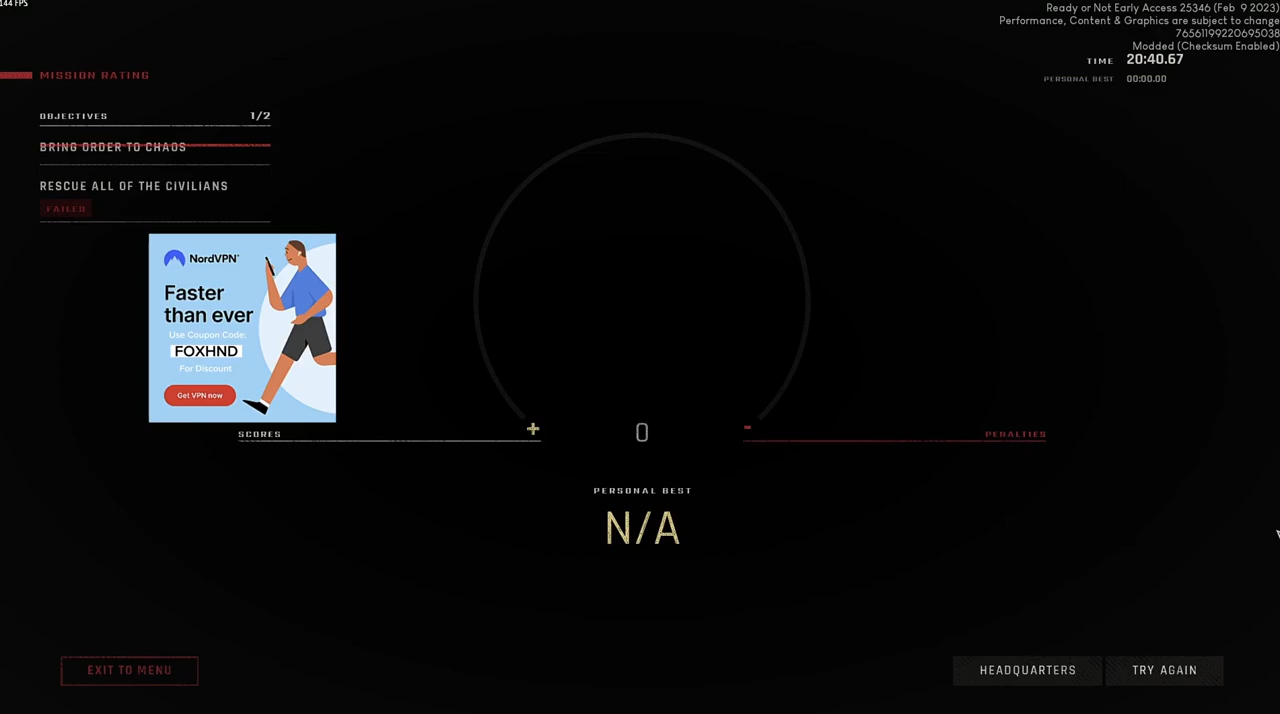 144 FPS
Ready or Not Early Access 25346 (Feb 9 2023)
Performance, Content & Graphics are subject to change
76561199220695038
Modded (Checksum Enabled)
TIME 20:40.67
PERSONAL BEST 00:00.00
MISSION RATING
OBJECTIVES 1/2
BRING ORDER TO CHAOS
RESCUE ALL OF THE CIVILIANS
FAILED
NordVPN®
Faster
than ever
Use Coupon Code:
FOXHND
For Discount
Get VPN now
SCORES + 0 - PENALTIES
PERSONAL BEST
N/A
EXIT TO MENU
HEADQUARTERS
TRY AGAIN